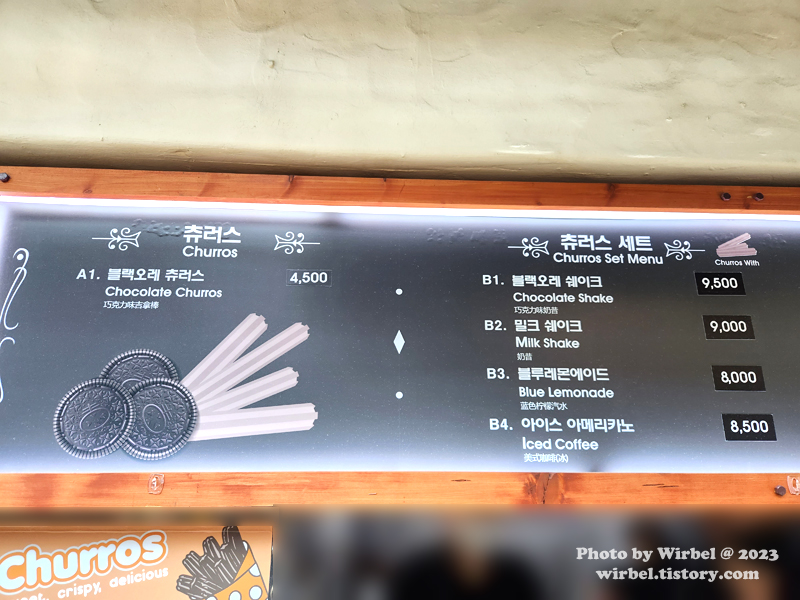 츄러스
Churros
A1. 블랙오레 츄러스 4,500
Chocolate Churros
巧克力味吉拿棒
츄러스 세트
Churros Set Menu
Churros With
B1. 블랙오레 쉐이크 9,500
Chocolate Shake
巧克力味奶昔
B2. 밀크 쉐이크 9,000
Milk Shake
奶昔
B3. 블루레몬에이드 8,000
Blue Lemonade
蓝色柠檬汽水
B4. 아이스 아메리카노 8,500
Iced Coffee
美式咖啡(冰)
Churros
crispy, delicious
Photo by Wirbel @ 2023
wirbel.tistory.com